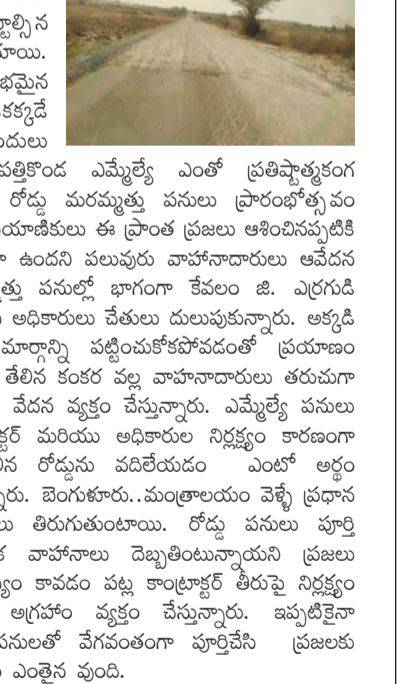 యి.
భమైన
కక్కడే
దులు
పత్తికొండ ఎమ్మేల్యే ఎంతో ప్రతిష్టాత్మకంగ
రోడ్డు మరమ్మత్తు పనులు ప్రారంభోత్సవం
యాణికులు ఈ ప్రాంత ప్రజలు ఆశించినప్పటికి
ా ఉందని పలువురు వాహానాదారులు ఆవేదన
త్తు పనుల్లో భాగంగా కేవలం జి. ఎర్రగుడి
అధికారులు చేతులు దులుపుకున్నారు. అక్కడి
మార్గాన్ని పట్టించుకోకపోవడంతో ప్రయాణం
తేలిన కంకర వల్ల వాహనాదారులు తరుచుగా
వేదన వ్యక్తం చేస్తున్నారు. ఎమ్మేల్యే పనులు
క్టర్ మరియు అధికారుల నిర్లక్ష్యం కారణంగా
న రోడ్డును వదిలేయడం ఎంటో అర్థం
రు. బెంగుళూరు..మంత్రాలయం వెళ్ళే ప్రధాన
లు తిరుగుతుంటాయి. రోడ్డు పనులు పూర్తి
క వాహానాలు దెబ్బతింటున్నాయని ప్రజలు
్యం కావడం పట్ల కాంట్రాక్టర్ తీరుపై నిర్లక్ష్యం
అగ్రహాం వ్యక్తం చేస్తున్నారు. ఇప్పటికైనా
పనులతో వేగవంతంగా పూర్తిచేసి ప్రజలకు
ఎంతైన వుంది.